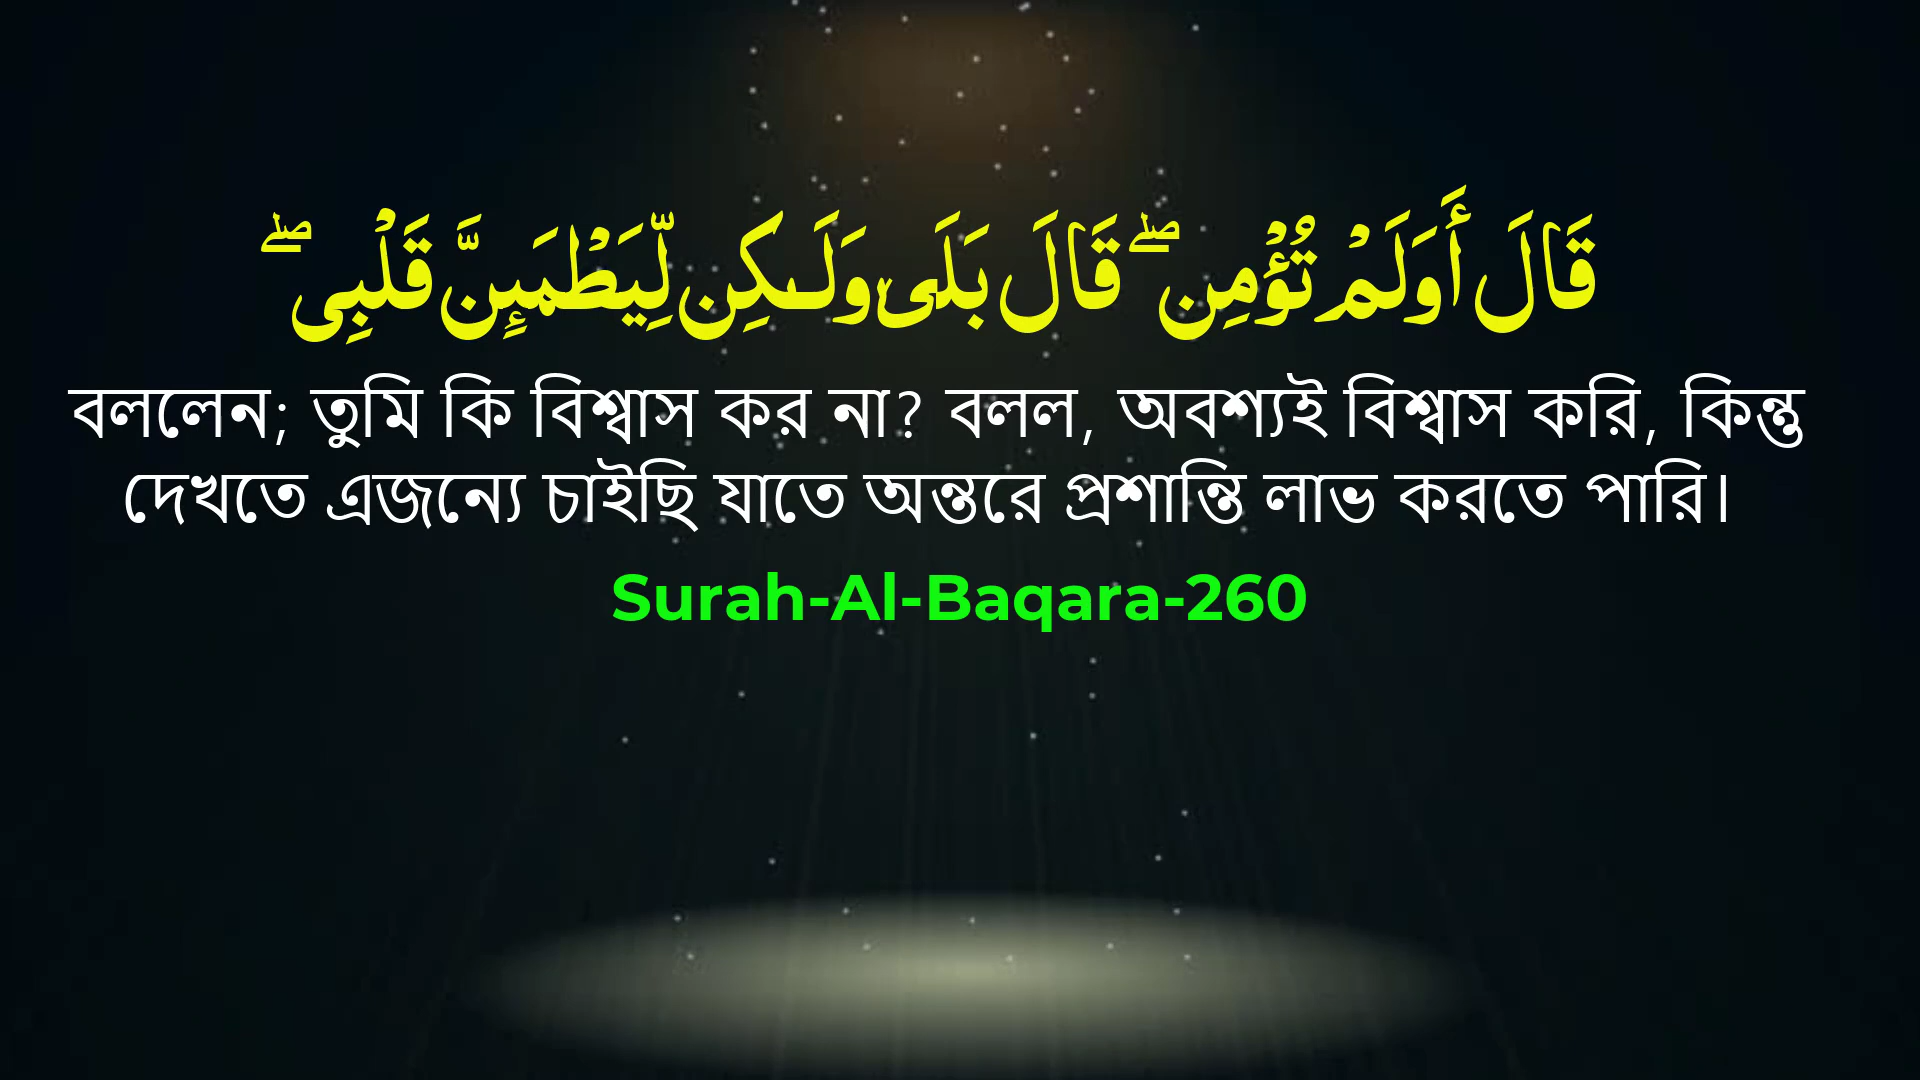 قَالَ أَوَلَمْ تُؤْمِن ۖ قَالَ بَلَىٰ وَلَـٰكِن لِّيَطْمَئِنَّ قَلْبِى ۖ
বললেন; তুমি কি বিশ্বাস কর না? বলল, অবশ্যই বিশ্বাস করি, কিন্তু
দেখতে এজন্যে চাইছি যাতে অন্তরে প্রশান্তি লাভ করতে পারি।
Surah-Al-Baqara-260